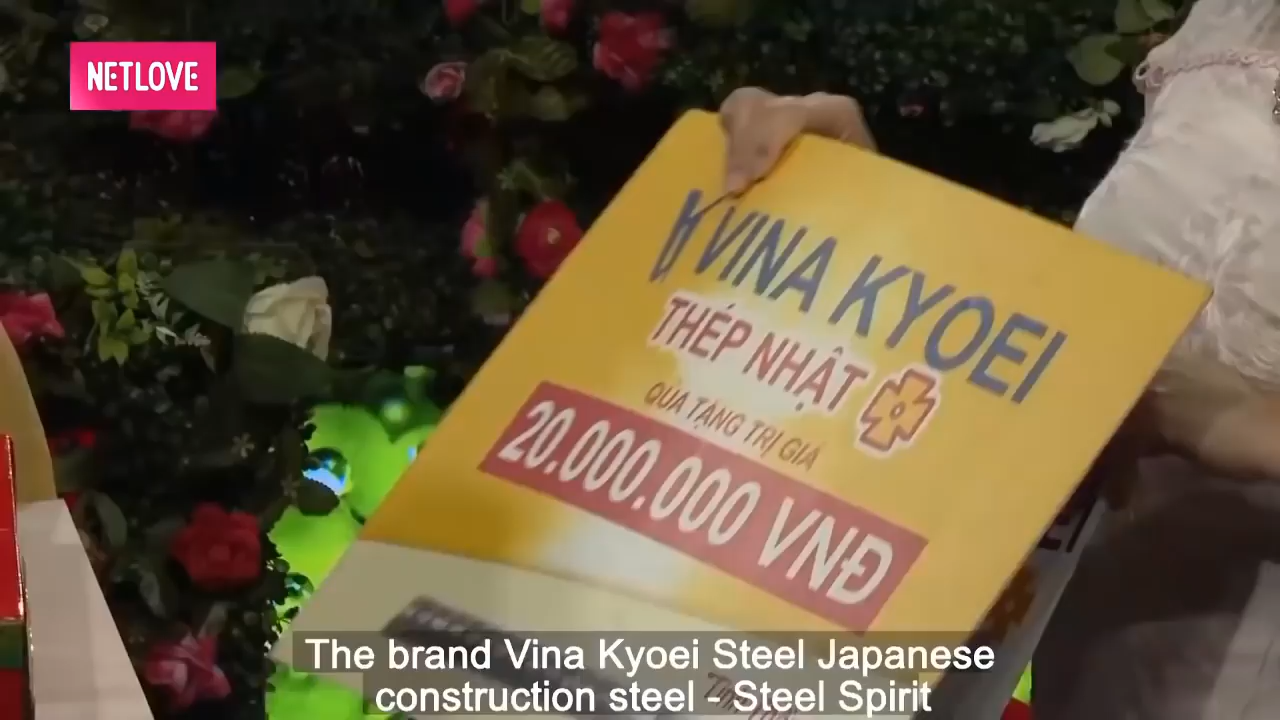 NETLOVE
VINA KYOEI
THÉP NHẬT
QUÀ TẶNG TRỊ GIÁ
20.000.000 VNĐ
The brand Vina Kyoei Steel Japanese
construction steel - Steel Spirit